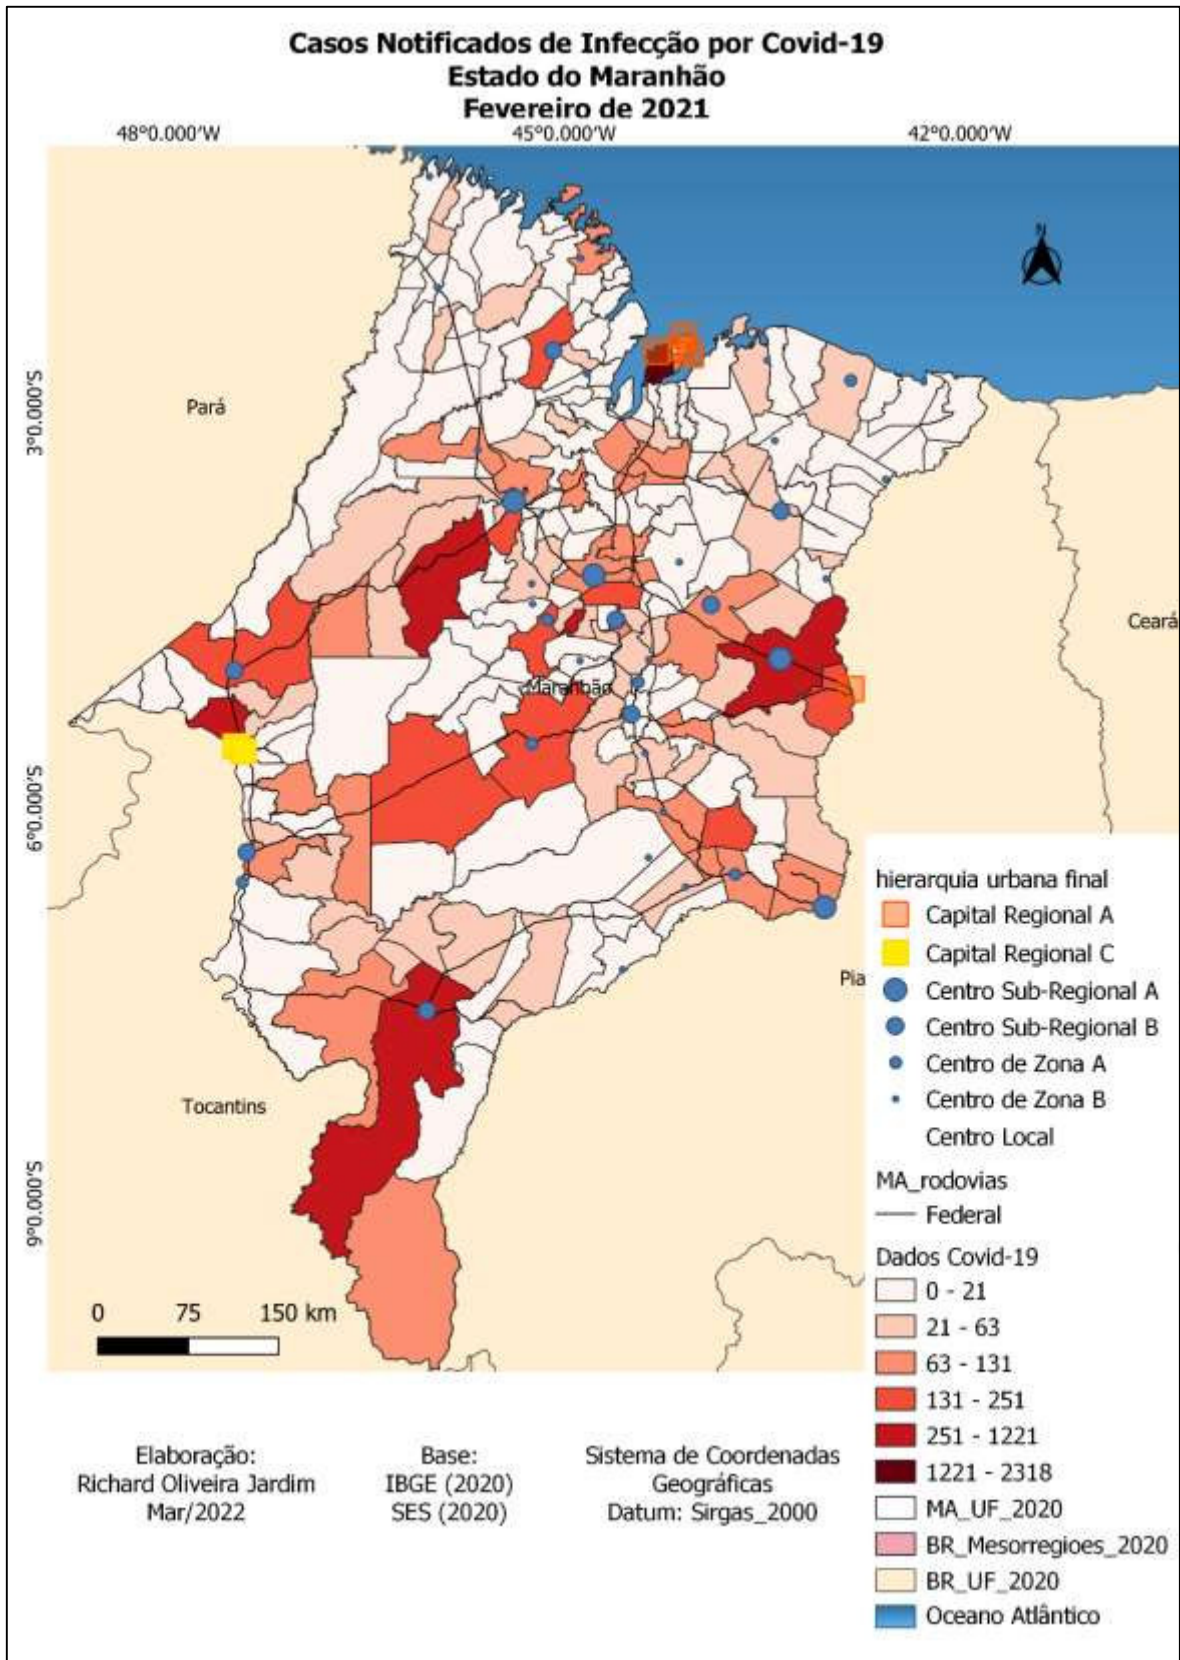 Casos Notificados de Infecção por Covid-19
Estado do Maranhão
Fevereiro de 2021
48°0.000'W 45°0.000'W 42°0.000'W
N
3°0.000'S
Pará
Ceará
Maranhão
6°0.000'S
Pia
Tocantins
9°0.000'S
0 75 150 km
hierarquia urbana final
Capital Regional A
Capital Regional C
Centro Sub-Regional A
Centro Sub-Regional B
Centro de Zona A
Centro de Zona B
Centro Local
MA_rodovias
Federal
Dados Covid-19
0 - 21
21 - 63
63 - 131
131 - 251
251 - 1221
1221 - 2318
MA_UF_2020
BR_Mesorregioes_2020
BR_UF_2020
Oceano Atlântico
Elaboração:
Richard Oliveira Jardim
Mar/2022
Base:
IBGE (2020)
SES (2020)
Sistema de Coordenadas
Geográficas
Datum: Sirgas_2000